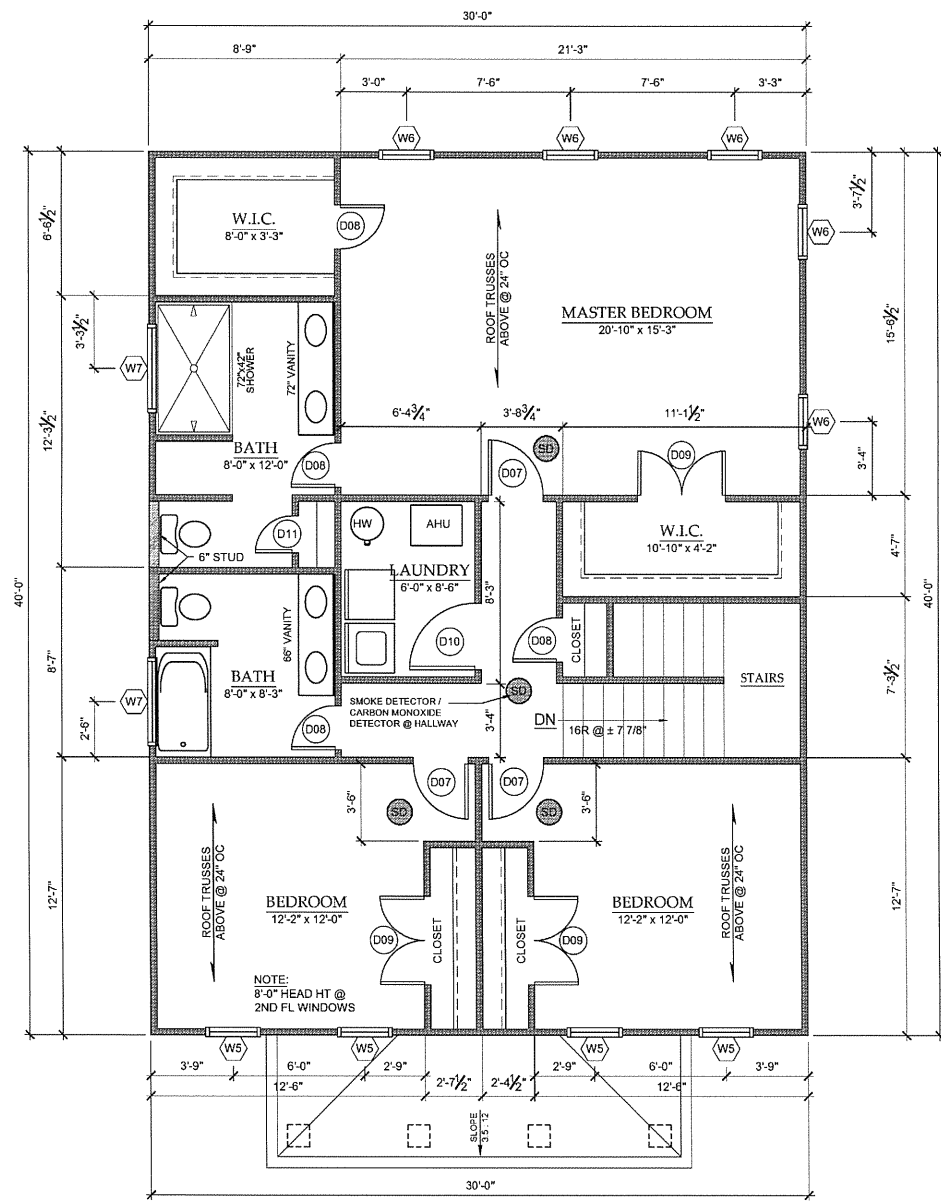 30'-0"
8'-9"
21'-3"
3'-0"
7'-6"
7'-6"
3'-3"
W6
W6
W6
W.I.C.
8'-0" x 3'-3"
D08
6'-6½"
3'-7½"
W6
ROOF TRUSSES
ABOVE @ 24" OC
MASTER BEDROOM
20'-10" x 15'-3"
15'-6½"
3'-3½"
W7
72"x42"
SHOWER
72" VANITY
12'-3½"
6'-4¾"
3'-8¾"
11'-1½"
W6
3'-4"
BATH
8'-0" x 12'-0"
D08
SD
D07
D09
HW
AHU
D11
6" STUD
W.I.C.
10'-10" x 4'-2"
4'-7"
LAUNDRY
6'-0" x 8'-6"
8'-3"
40'-0"
40'-0"
66" VANITY
D10
D08
CLOSET
8'-7"
BATH
8'-0" x 8'-3"
STAIRS
7'-3½"
W7
2'-6"
SMOKE DETECTOR /
CARBON MONOXIDE
DETECTOR @ HALLWAY
SD
3'-4"
DN
16R @ ± 7 7/8"
D08
D07
D07
3'-6"
3'-6"
SD
SD
ROOF TRUSSES
ABOVE @ 24" OC
ROOF TRUSSES
ABOVE @ 24" OC
12'-7"
12'-7"
BEDROOM
12'-2" x 12'-0"
BEDROOM
12'-2" x 12'-0"
D09
CLOSET
CLOSET
D09
NOTE:
8'-0" HEAD HT @
2ND FL WINDOWS
W5
W5
W5
W5
3'-9"
6'-0"
2'-9"
2'-9"
6'-0"
3'-9"
12'-6"
2'-7½"
2'-4½"
12'-6"
SLOPE
3.5 : 12
30'-0"